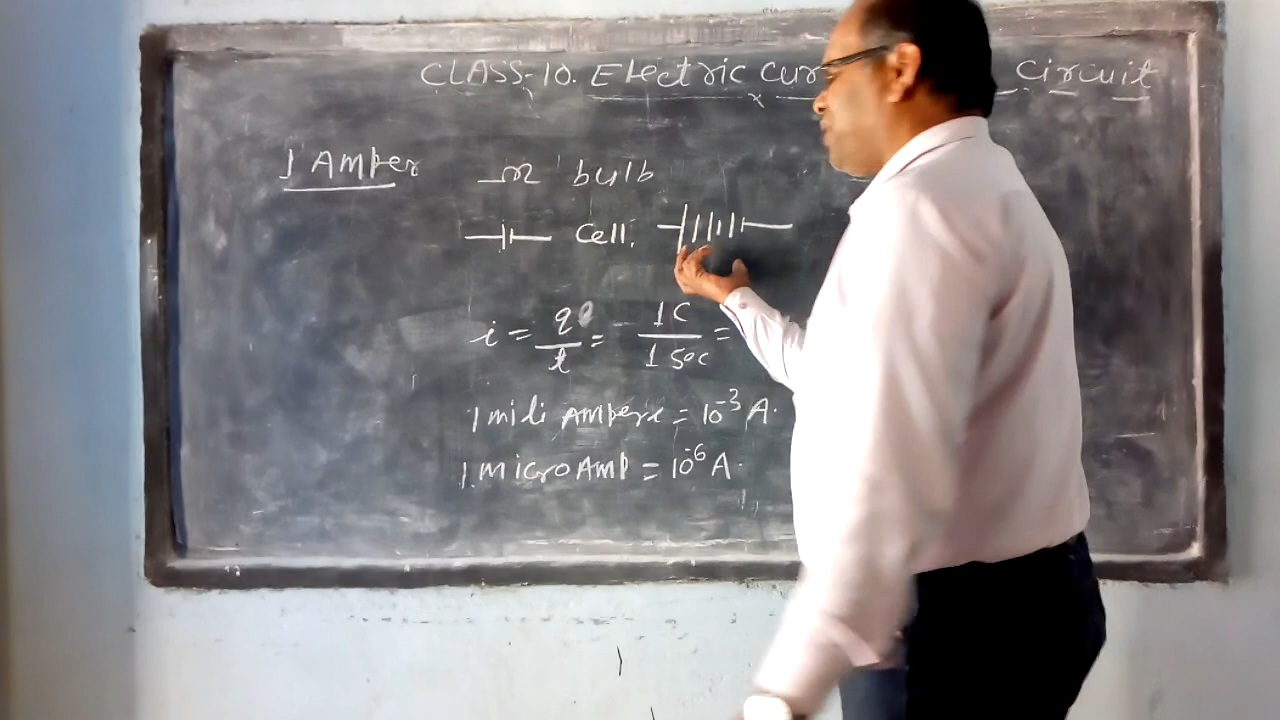 CLASS-10. Electric Cur Circuit
1 Amper
bulb
Cell.
i = q/t = 1C/1 Sec =
1 mili Ampere = 10⁻³ A.
1. micro Amp = 10⁻⁶ A.